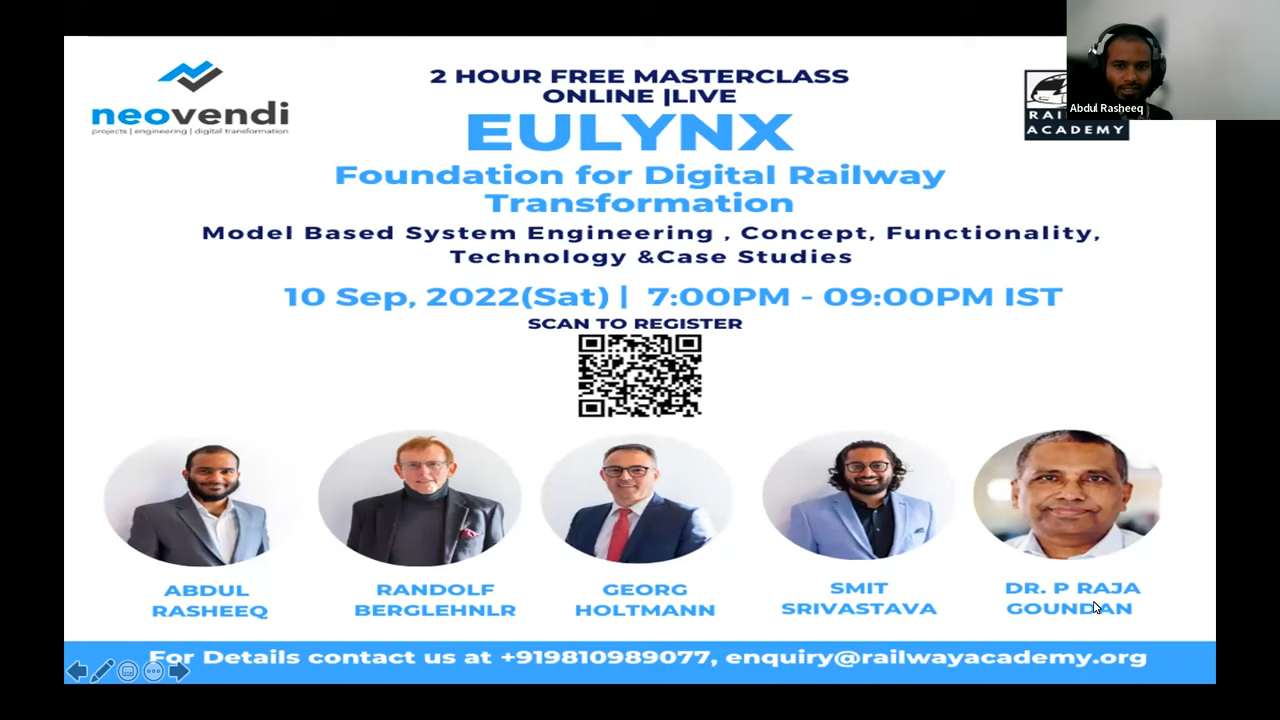 neovendi
projects | engineering | digital transformation
2 HOUR FREE MASTERCLASS
ONLINE |LIVE
EULYNX
Foundation for Digital Railway
Transformation
Model Based System Engineering , Concept, Functionality,
Technology &Case Studies
10 Sep, 2022(Sat) | 7:00PM - 09:00PM IST
SCAN TO REGISTER
Abdul Rasheeq
ACADEMY
ABDUL
RASHEEQ
RANDOLF
BERGLEHNLR
GEORG
HOLTMANN
SMIT
SRIVASTAVA
DR. P RAJA
GOUNDAN
For Details contact us at +919810989077, enquiry@railwayacademy.org